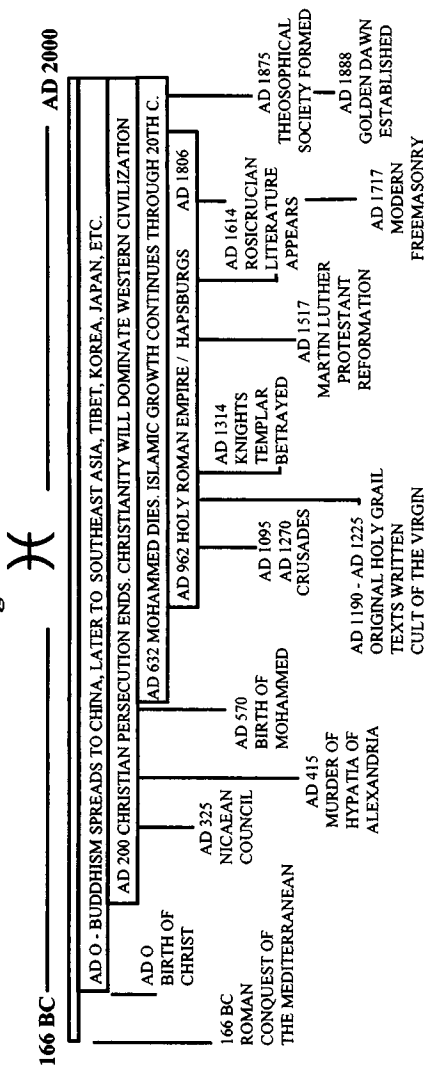 166 BC
AD 2000
AD O - BUDDHISM SPREADS TO CHINA, LATER TO SOUTHEAST ASIA, TIBET, KOREA, JAPAN, ETC.
AD 200 CHRISTIAN PERSECUTION ENDS. CHRISTIANITY WILL DOMINATE WESTERN CIVILIZATION
AD 632 MOHAMMED DIES. ISLAMIC GROWTH CONTINUES THROUGH 20TH C.
AD 962 HOLY ROMAN EMPIRE / HAPSBURGS AD 1806
166 BC
ROMAN
CONQUEST OF
THE MEDITERRANEAN
AD O
BIRTH OF
CHRIST
AD 325
NICAEAN
COUNCIL
AD 415
MURDER OF
HYPATIA OF
ALEXANDRIA
AD 570
BIRTH OF
MOHAMMED
AD 1095
AD 1270
CRUSADES
AD 1190 - AD 1225
ORIGINAL HOLY GRAIL
TEXTS WRITTEN
CULT OF THE VIRGIN
AD 1314
KNIGHTS
TEMPLAR
BETRAYED
AD 1517
MARTIN LUTHER
PROTESTANT
REFORMATION
AD 1614
ROSICRUCIAN
LITERATURE
APPEARS
AD 1717
MODERN
FREEMASONRY
AD 1875
THEOSOPHICAL
SOCIETY FORMED
AD 1888
GOLDEN DAWN
ESTABLISHED